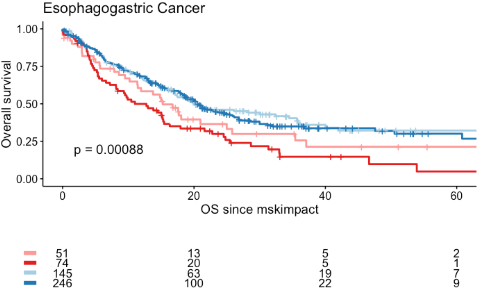 Esophagogastric Cancer
1.00
0.75
0.50
0.25
0.00
Overall survival
p = 0.00088
0 20 40 60
OS since mskimpact
51 13 5 2
74 20 5 1
145 63 19 7
246 100 22 9